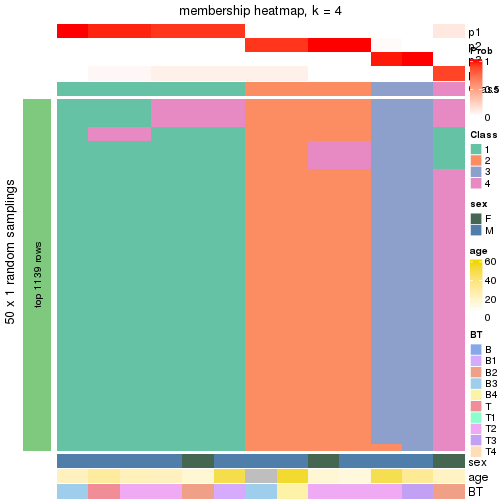 membership heatmap, k = 4
p1
p2
p3
p4
Class
Prob
1
0.5
0
Class
1
2
3
4
sex
F
M
age
60
40
20
0
BT
B
B1
B2
B3
B4
T
T1
T2
T3
T4
50 x 1 random samplings
top 1139 rows
sex
age
BT